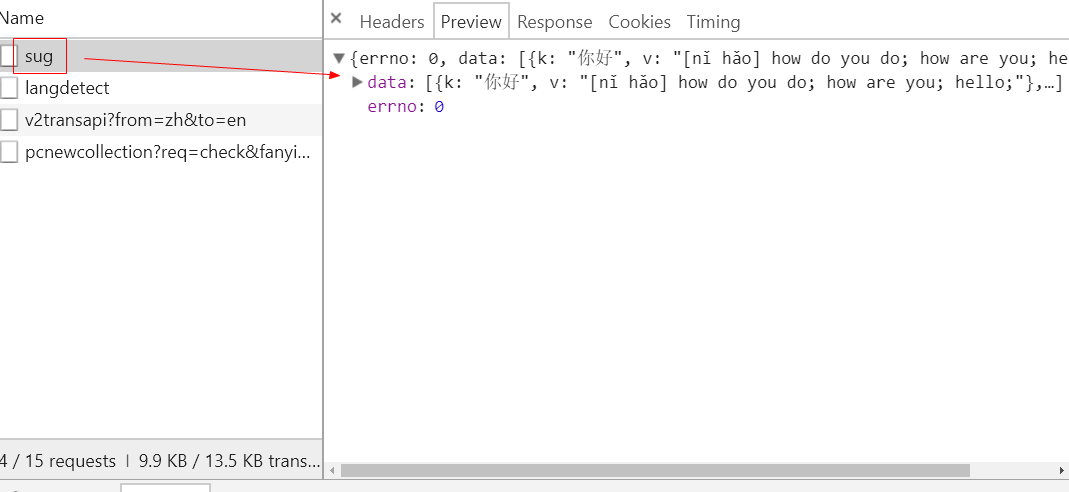 Name
sug
langdetect
v2transapi?from=zh&to=en
pcnewcollection?req=check&fanyi...
4 / 15 requests | 9.9 KB / 13.5 KB trans...
× Headers Preview Response Cookies Timing
▼{errno: 0, data: [{k: "你好", v: "[nǐ hǎo] how do you do; how are you; he
▶data: [{k: "你好", v: "[nǐ hǎo] how do you do; how are you; hello;"},…]
errno: 0